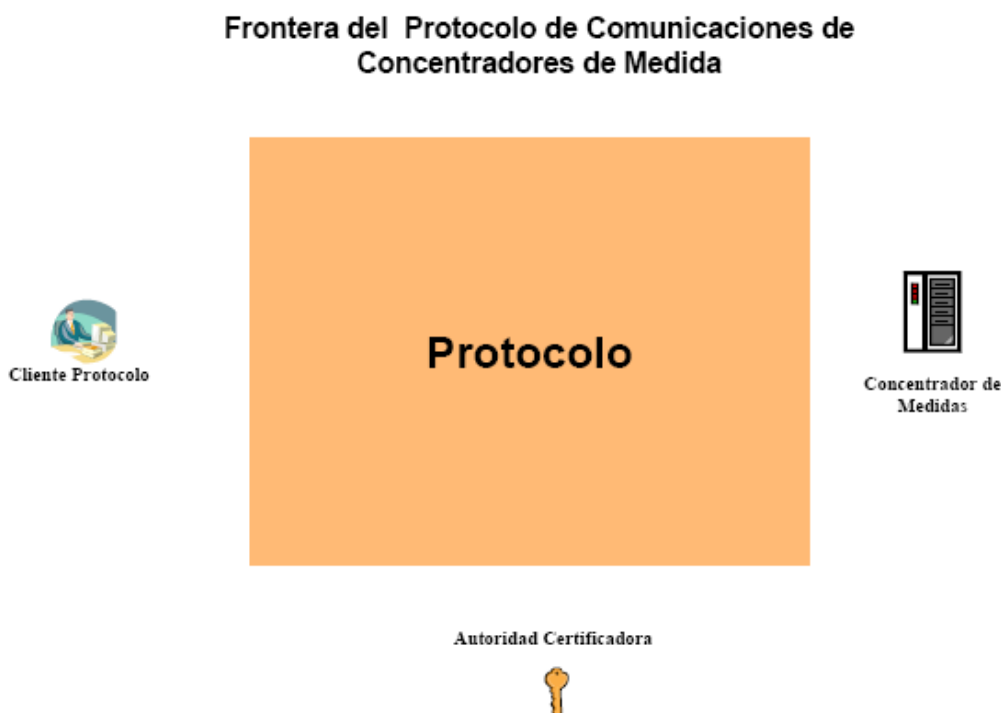 Frontera del Protocolo de Comunicaciones de
Concentradores de Medida
Protocolo
Cliente Protocolo
Concentrador de
Medidas
Autoridad Certificadora